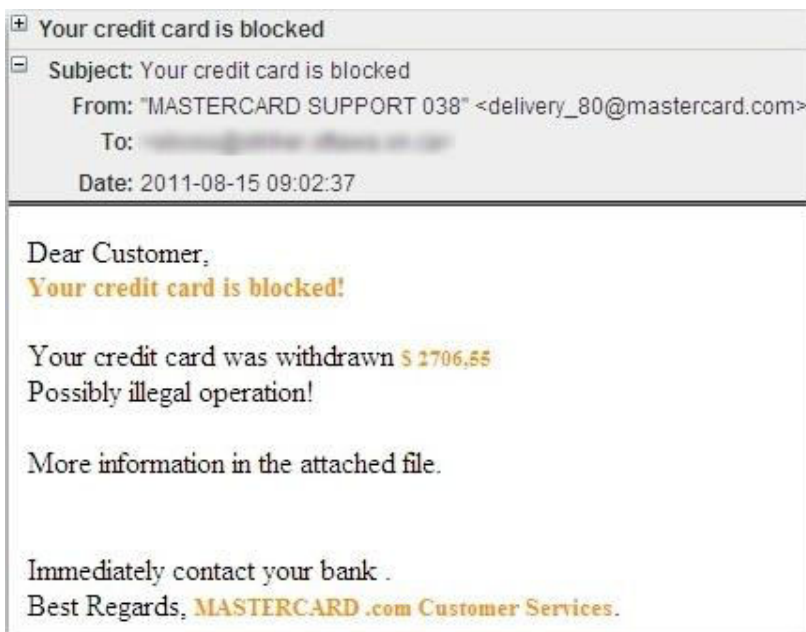 Your credit card is blocked
Subject: Your credit card is blocked
From: "MASTERCARD SUPPORT 038" <delivery_80@mastercard.com>
To:
Date: 2011-08-15 09:02:37
Dear Customer,
Your credit card is blocked!
Your credit card was withdrawn $ 2706,55
Possibly illegal operation!
More information in the attached file.
Immediately contact your bank .
Best Regards, MASTERCARD .com Customer Services.